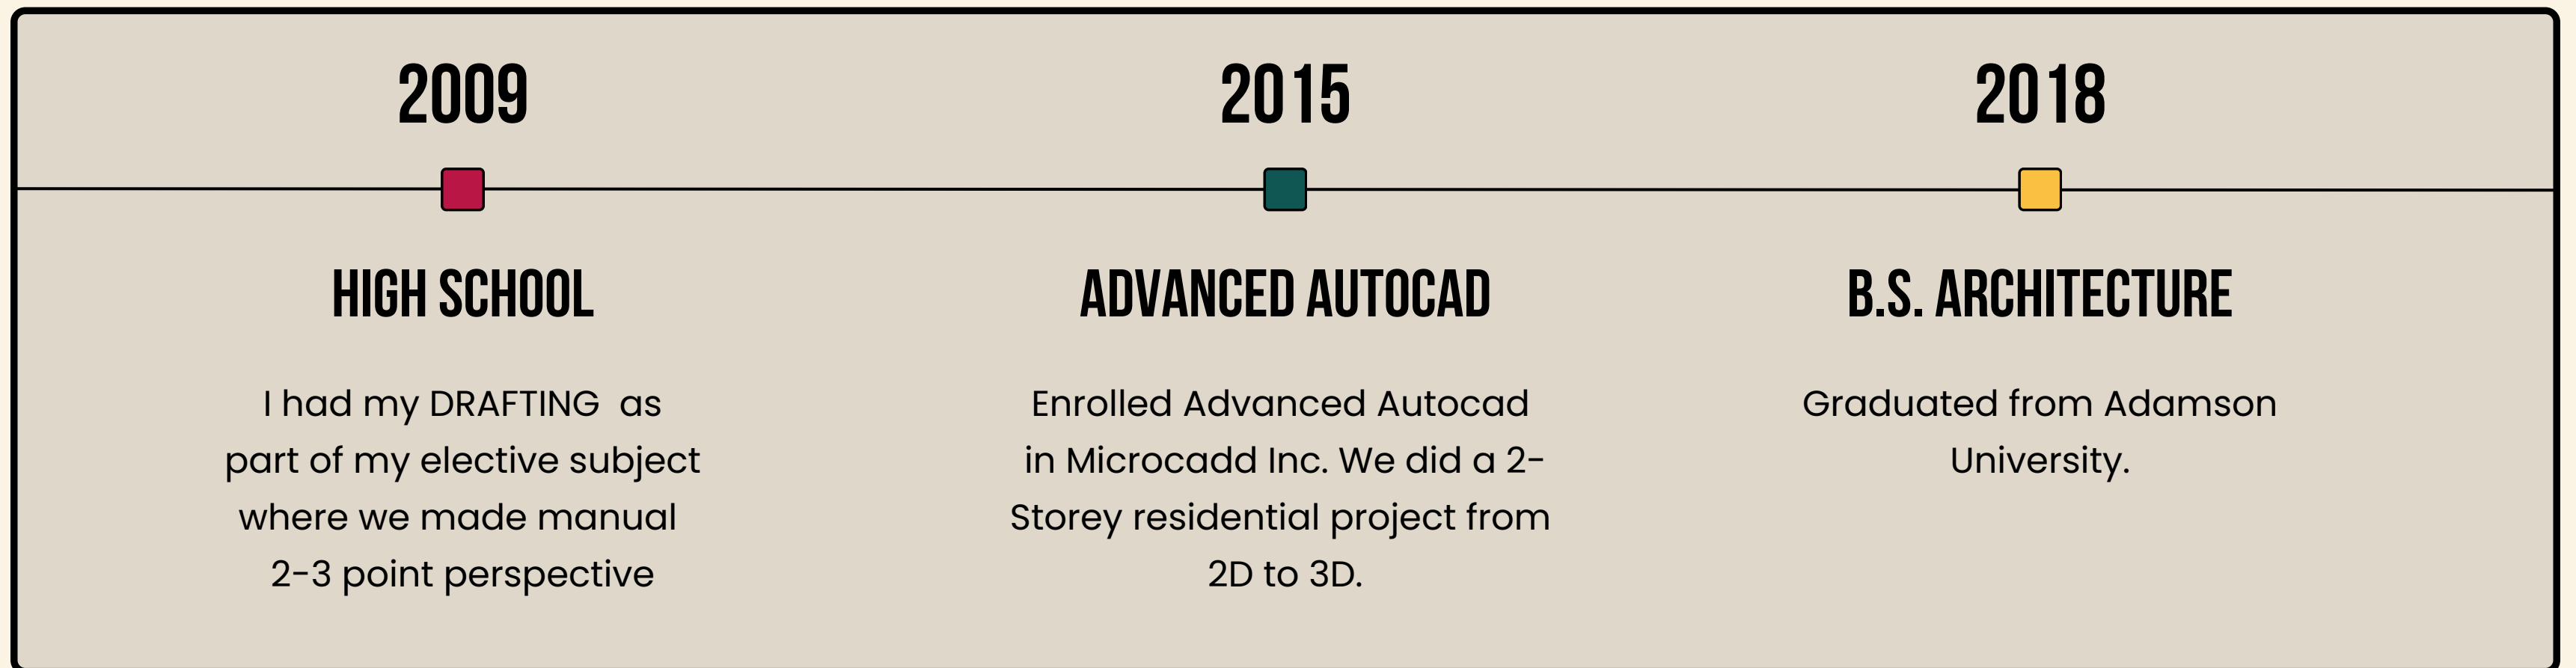 2009
HIGH SCHOOL
I had my DRAFTING  as
part of my elective subject
where we made manual
2-3 point perspective
2015
ADVANCED AUTOCAD
Enrolled Advanced Autocad
in Microcadd Inc. We did a 2-
Storey residential project from
2D to 3D.
2018
B.S. ARCHITECTURE
Graduated from Adamson
University.